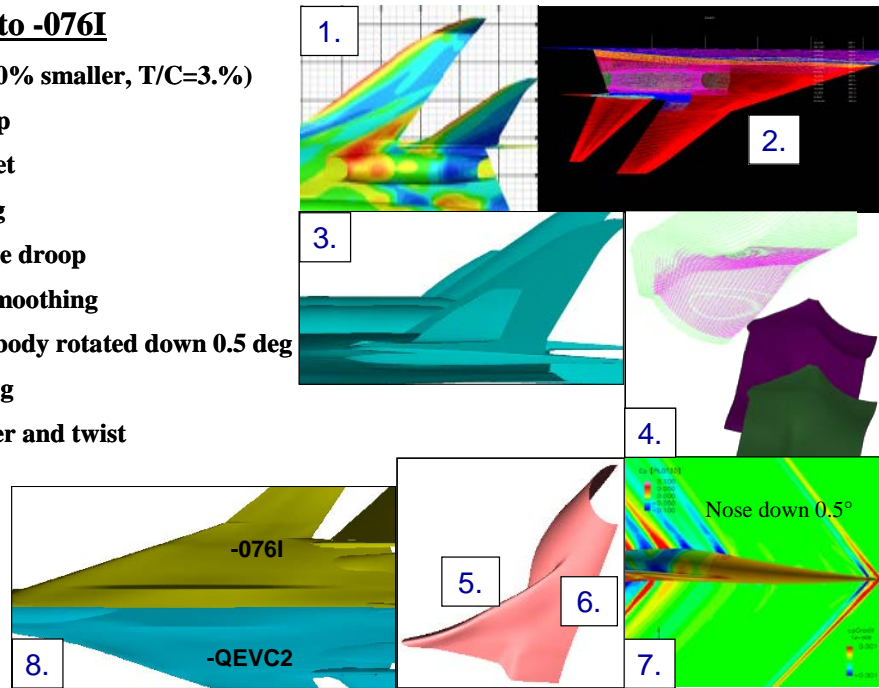 to -076I
0% smaller, T/C=3.%)
p
et
g
e droop
moothing
body rotated down 0.5 deg
g
er and twist
1.
2.
3.
4.
5.
6.
Nose down 0.5°
7.
-076I
-QEVC2
8.